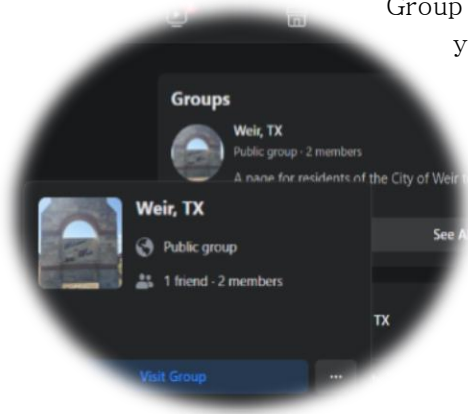 Group
y
Groups
Weir, TX
Public group · 2 members
A page for residents of the City of Weir t
See A
Weir, TX
Public group
1 friend · 2 members
TX
Visit Group
...